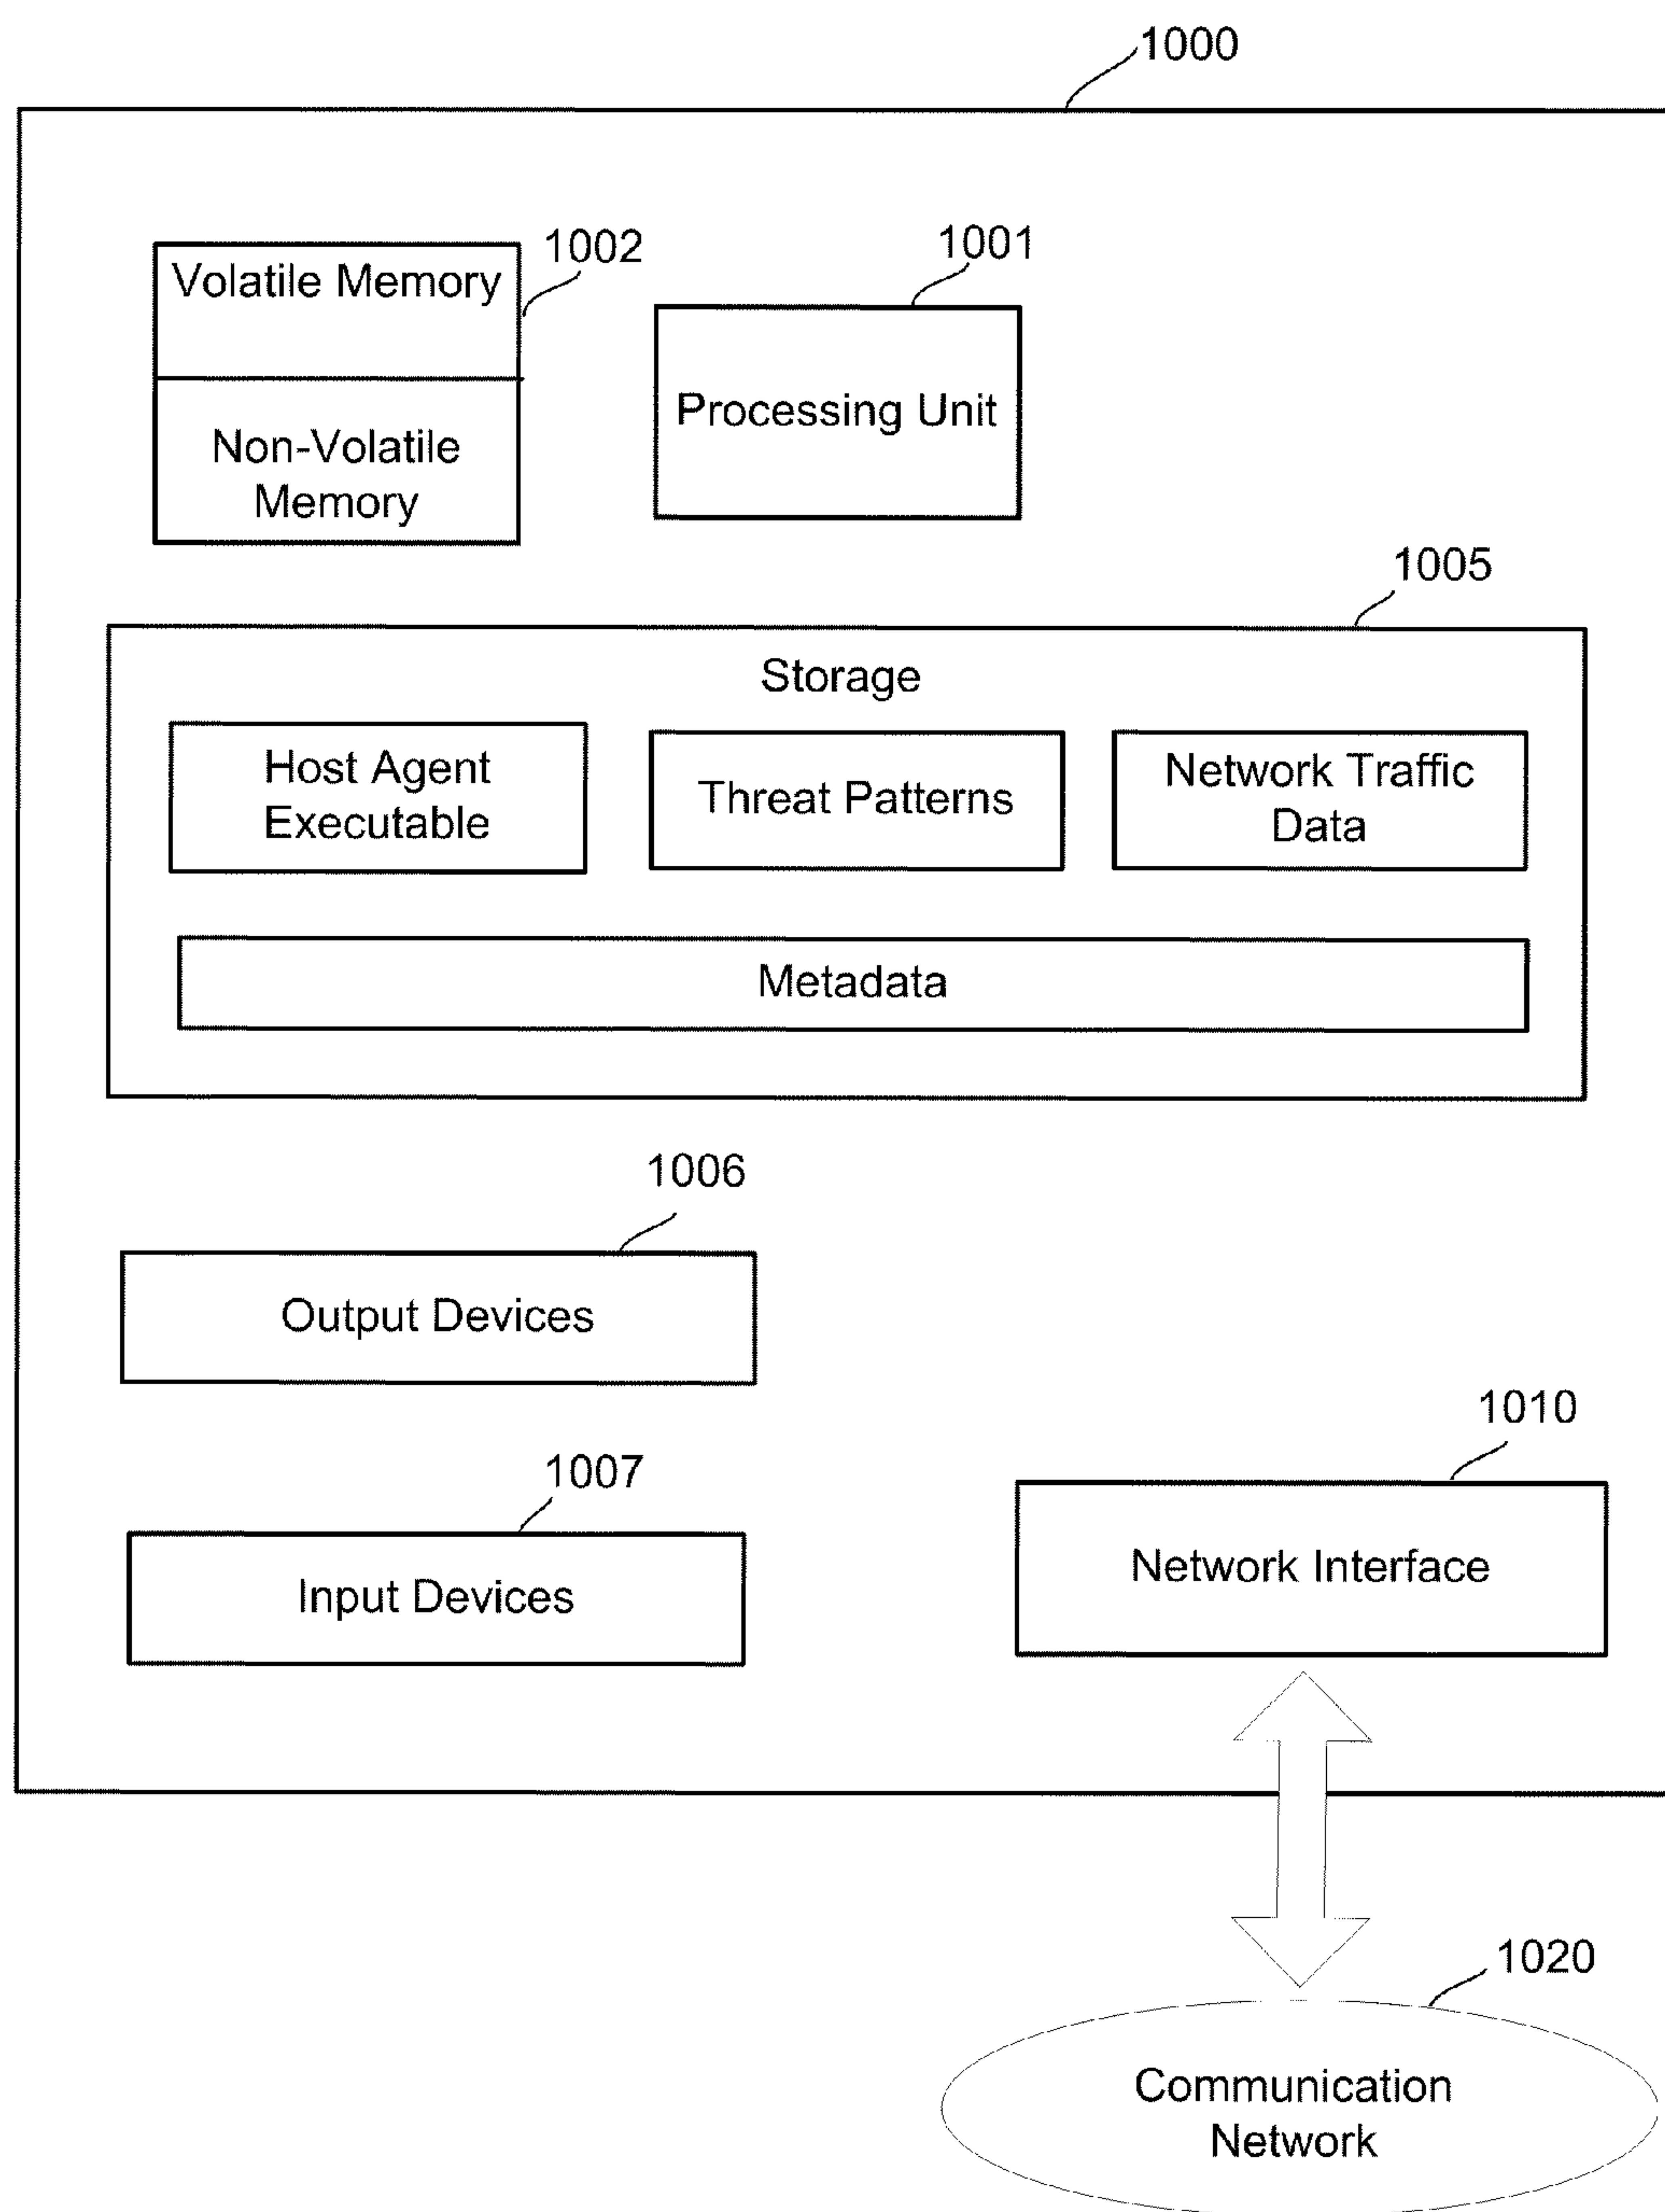 1000
1002
1001
Volatile Memory
Processing Unit
Non-Volatile
Memory
1005
Storage
Host Agent
Executable
Threat Patterns
Network Traffic
Data
Metadata
1006
Output Devices
1010
1007
Network Interface
Input Devices
1020
Communication
Network